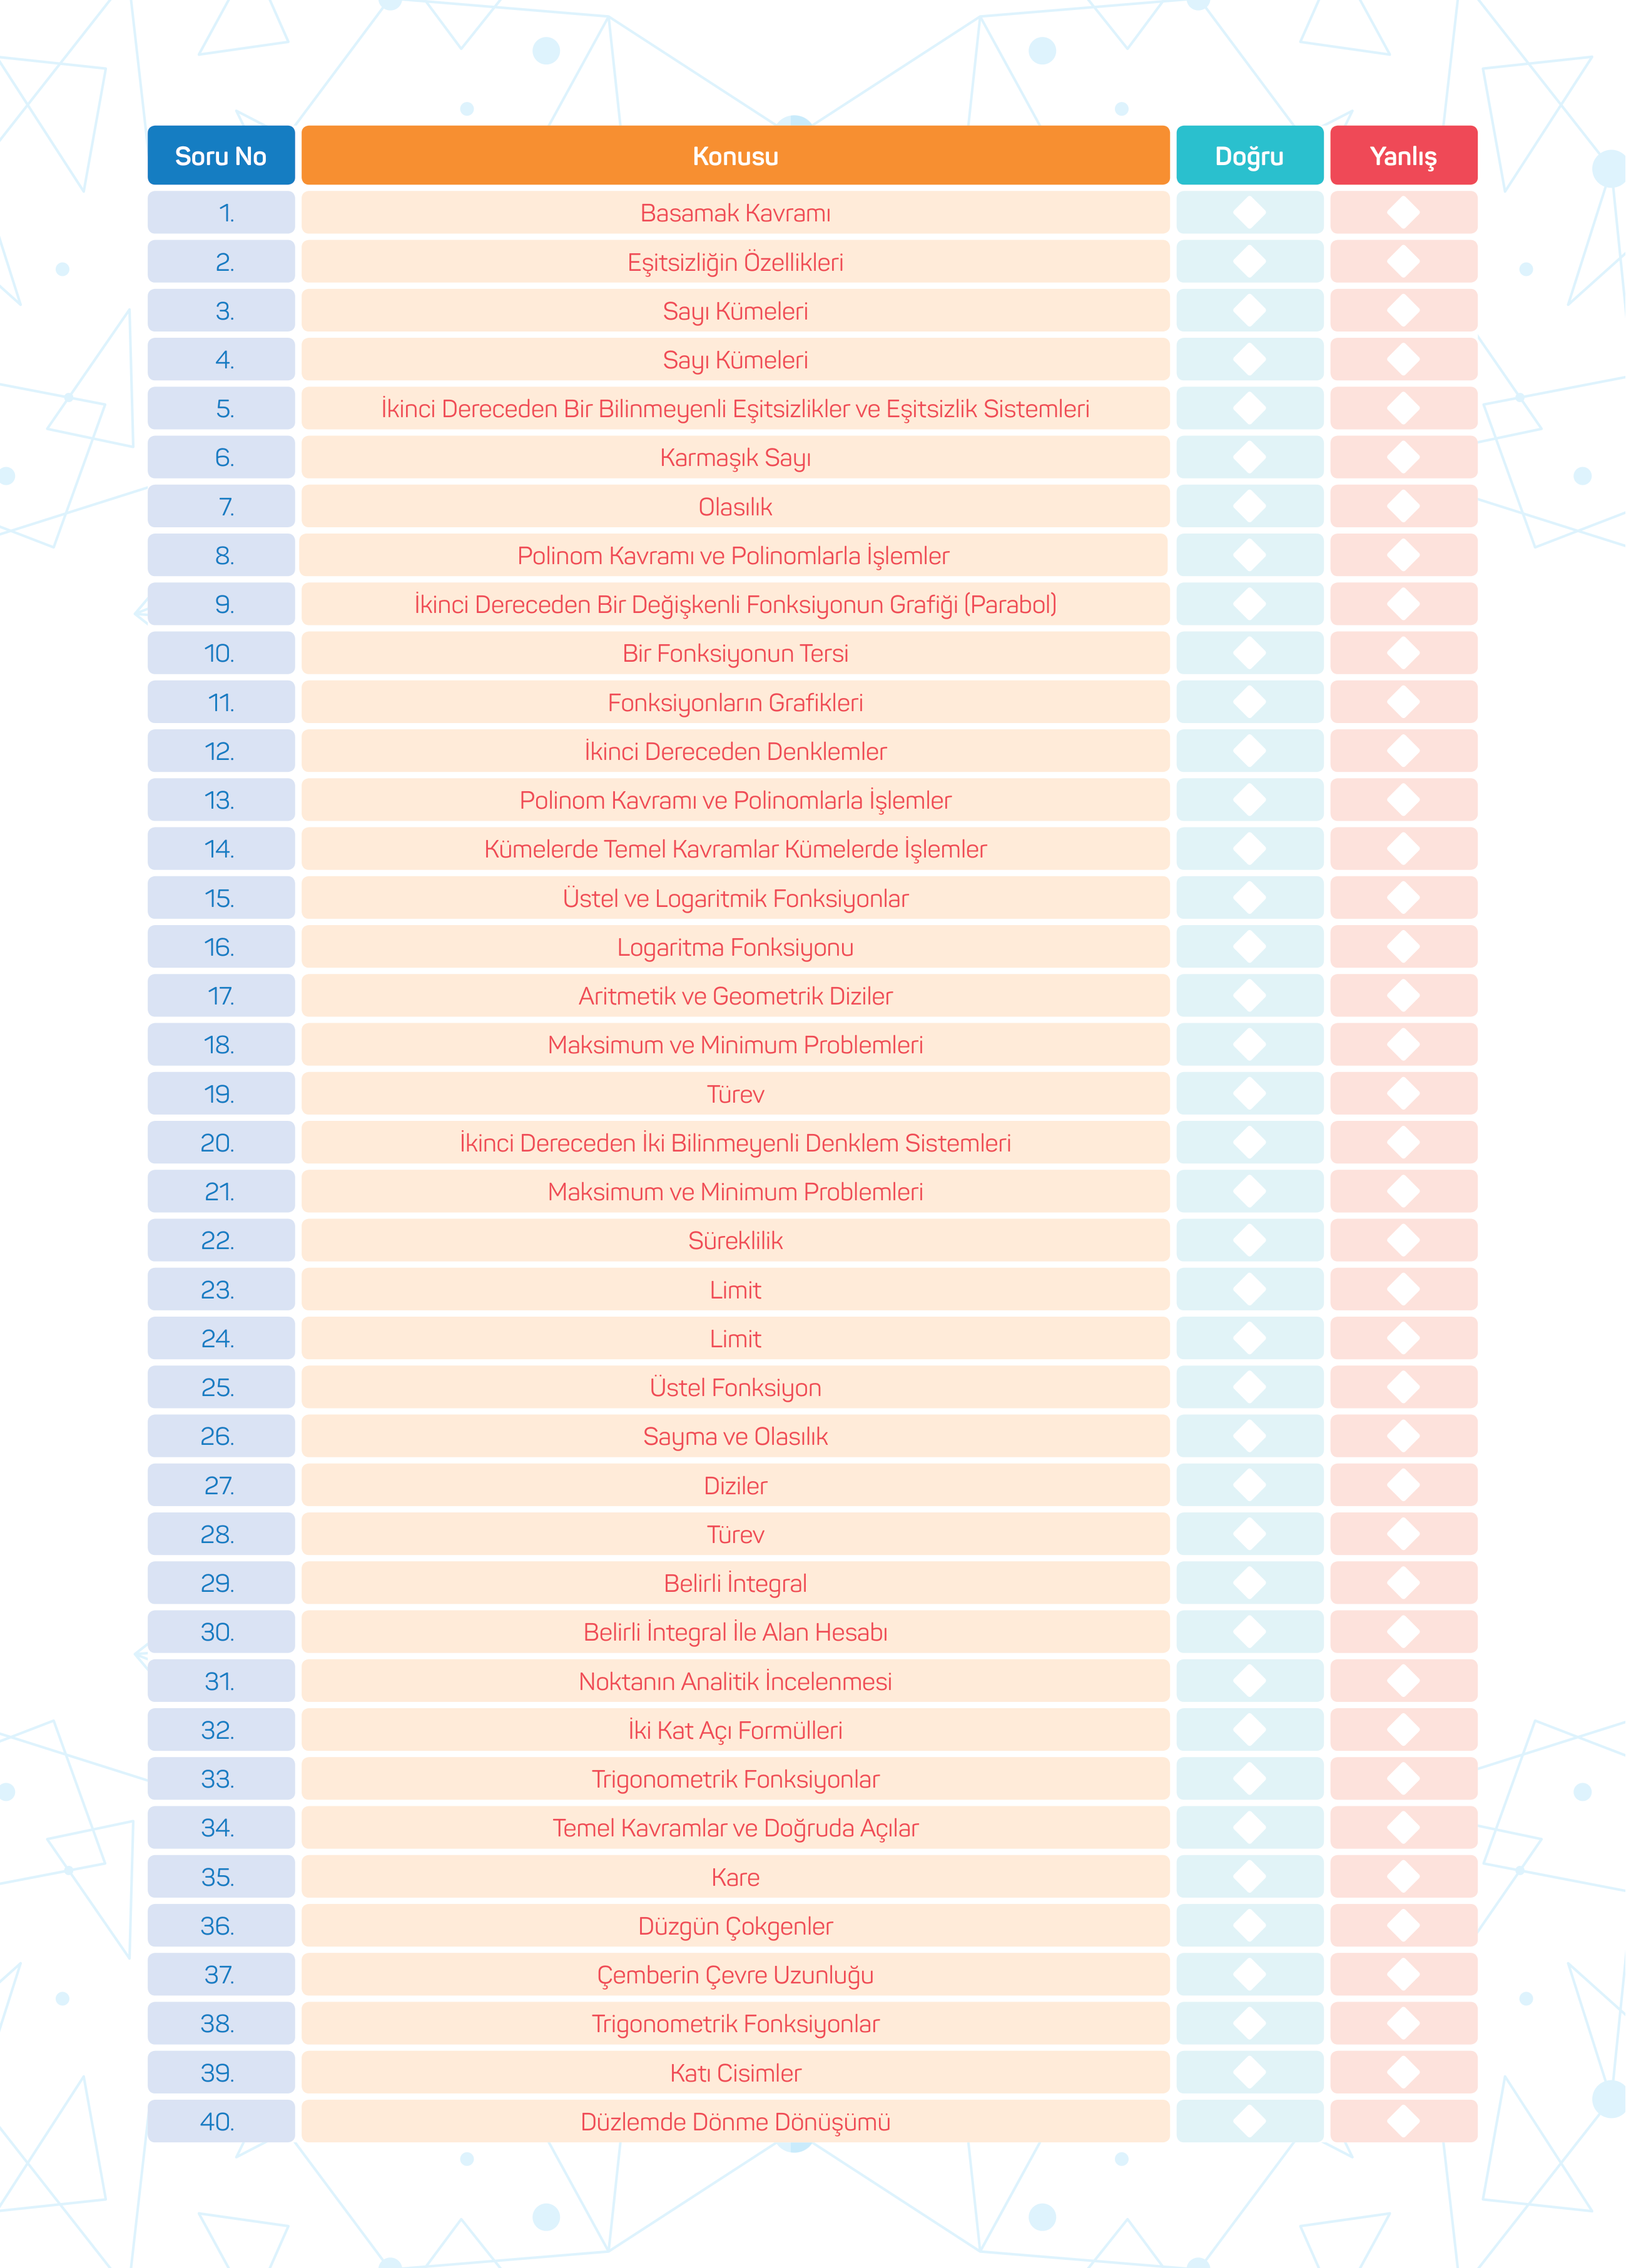 Soru No Konusu Doğru Yanlış
1. Basamak Kavramı
2. Eşitsizliğin Özellikleri
3. Sayı Kümeleri
4. Sayı Kümeleri
5. İkinci Dereceden Bir Bilinmeyenli Eşitsizlikler ve Eşitsizlik Sistemleri
6. Karmaşık Sayı
7. Olasılık
8. Polinom Kavramı ve Polinomlarla İşlemler
9. İkinci Dereceden Bir Değişkenli Fonksiyonun Grafiği (Parabol)
10. Bir Fonksiyonun Tersi
11. Fonksiyonların Grafikleri
12. İkinci Dereceden Denklemler
13. Polinom Kavramı ve Polinomlarla İşlemler
14. Kümelerde Temel Kavramlar Kümelerde İşlemler
15. Üstel ve Logaritmik Fonksiyonlar
16. Logaritma Fonksiyonu
17. Aritmetik ve Geometrik Diziler
18. Maksimum ve Minimum Problemleri
19. Türev
20. İkinci Dereceden İki Bilinmeyenli Denklem Sistemleri
21. Maksimum ve Minimum Problemleri
22. Süreklilik
23. Limit
24. Limit
25. Üstel Fonksiyon
26. Sayma ve Olasılık
27. Diziler
28. Türev
29. Belirli İntegral
30. Belirli İntegral İle Alan Hesabı
31. Noktanın Analitik İncelenmesi
32. İki Kat Açı Formülleri
33. Trigonometrik Fonksiyonlar
34. Temel Kavramlar ve Doğruda Açılar
35. Kare
36. Düzgün Çokgenler
37. Çemberin Çevre Uzunluğu
38. Trigonometrik Fonksiyonlar
39. Katı Cisimler
40. Düzlemde Dönme Dönüşümü